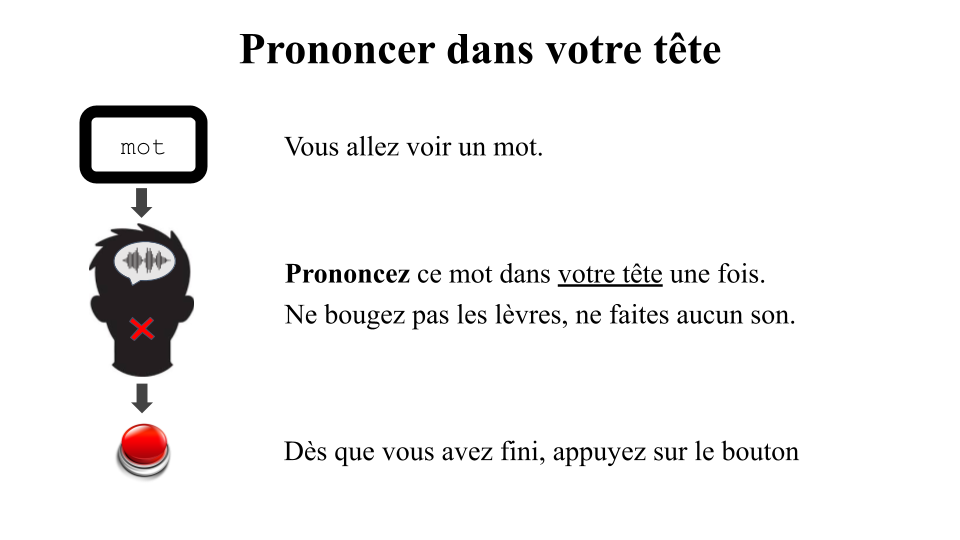 Prononcer dans votre tête
mot
Vous allez voir un mot.
Prononcez ce mot dans votre tête une fois.
Ne bougez pas les lèvres, ne faites aucun son.
Dès que vous avez fini, appuyez sur le bouton